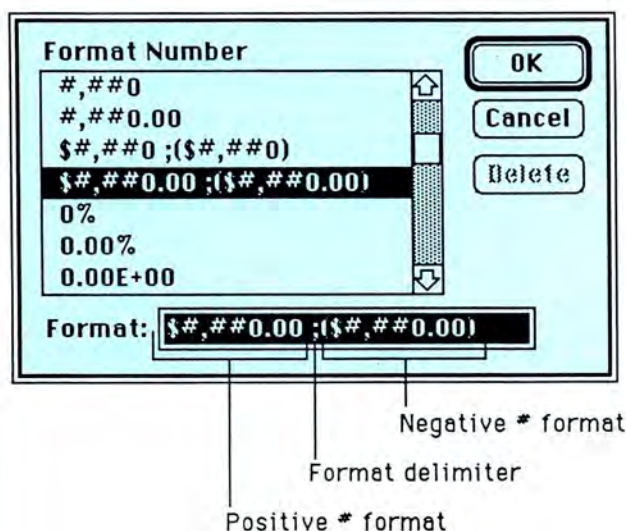 Format Number
#,##0
#,##0.00
$#,##0 ;($#,##0)
$#,##0.00 ;($#,##0.00)
0%
0.00%
0.00E+00
OK
Cancel
Delete
Format: $#,##0.00 ;($#,##0.00)
Negative # format
Format delimiter
Positive # format